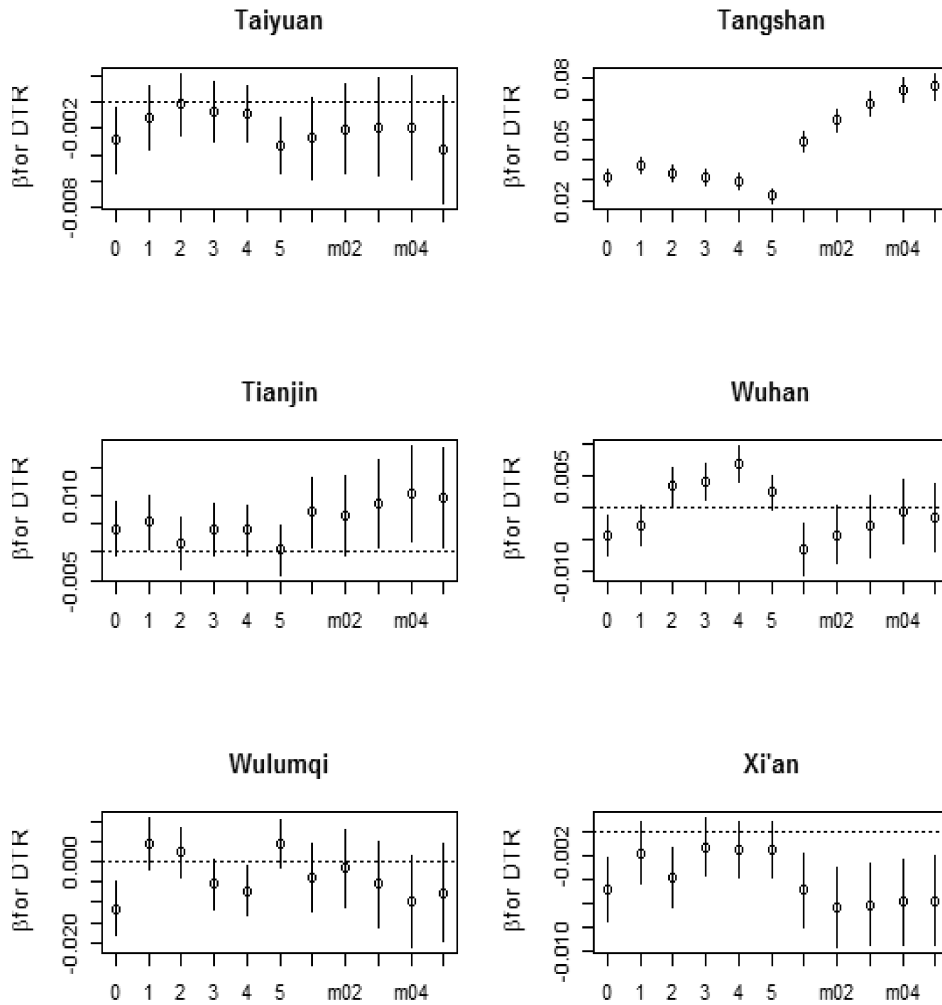 Taiyuan
βfor DTR
-0.002
-0.008
0 1 2 3 4 5 m02 m04
Tangshan
βfor DTR
0.08
0.05
0.02
0 1 2 3 4 5 m02 m04
Tianjin
βfor DTR
0.010
-0.005
0 1 2 3 4 5 m02 m04
Wuhan
βfor DTR
0.005
-0.010
0 1 2 3 4 5 m02 m04
Wulumqi
βfor DTR
0.000
-0.020
0 1 2 3 4 5 m02 m04
Xi'an
βfor DTR
-0.002
-0.010
0 1 2 3 4 5 m02 m04